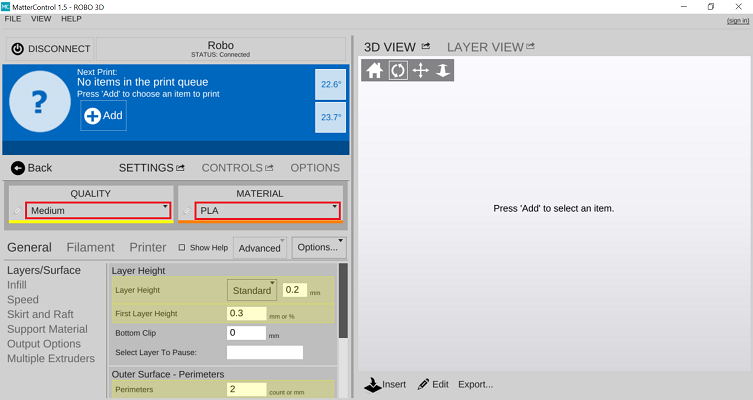 MC MatterControl 1.5 - ROBO 3D
FILE VIEW HELP
(sign in)
DISCONNECT
Robo
STATUS: Connected
Next Print:
No items in the print queue
Press 'Add' to choose an item to print
?
Add
22.6°
23.7°
Back
SETTINGS
CONTROLS
OPTIONS
QUALITY
Medium
MATERIAL
PLA
General
Filament
Printer
Show Help
Advanced
Options...
Layers/Surface
Infill
Speed
Skirt and Raft
Support Material
Output Options
Multiple Extruders
Layer Height
Layer Height Standard 0.2 mm
First Layer Height 0.3 mm or %
Bottom Clip 0 mm
Select Layer To Pause:
Outer Surface - Perimeters
Perimeters 2 count or mm
3D VIEW
LAYER VIEW
Press 'Add' to select an item.
Insert
Edit
Export...